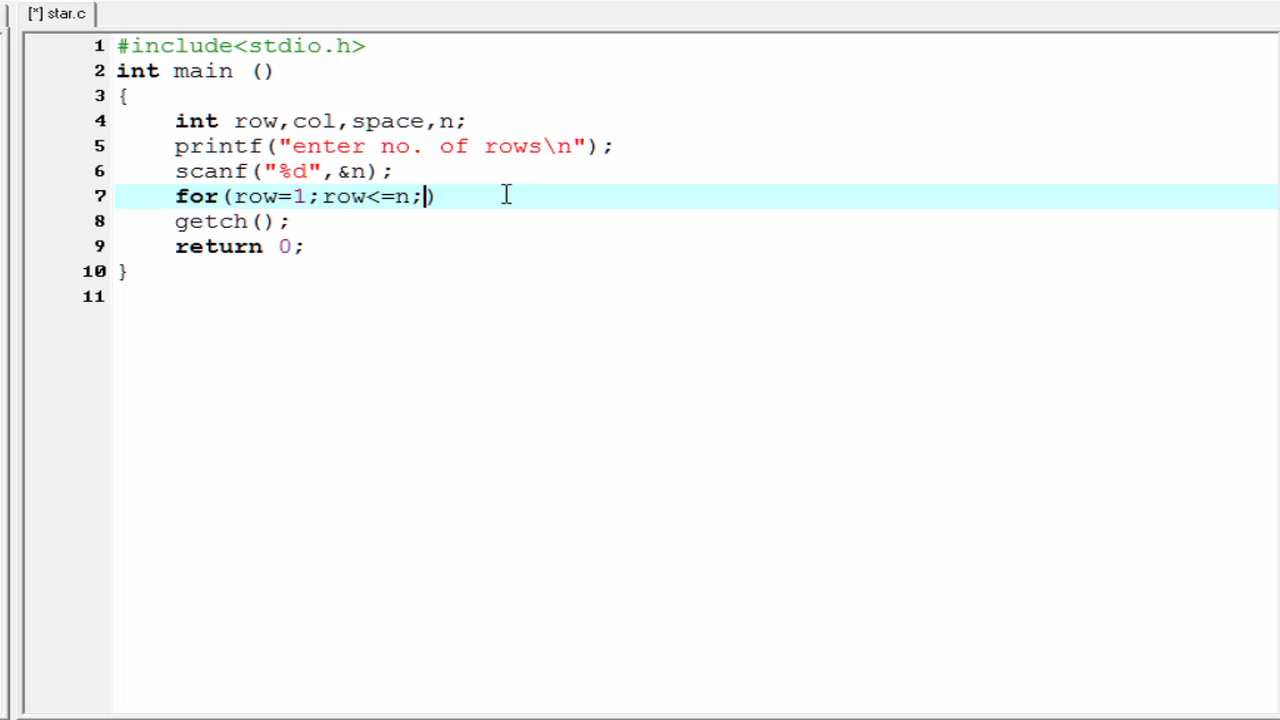 [*] star.c
1 #include<stdio.h>
2 int main ()
3 {
4 int row,col,space,n;
5 printf("enter no. of rows\n");
6 scanf("%d",&n);
7 for(row=1;row<=n;)
8 getch();
9 return 0;
10 }
11